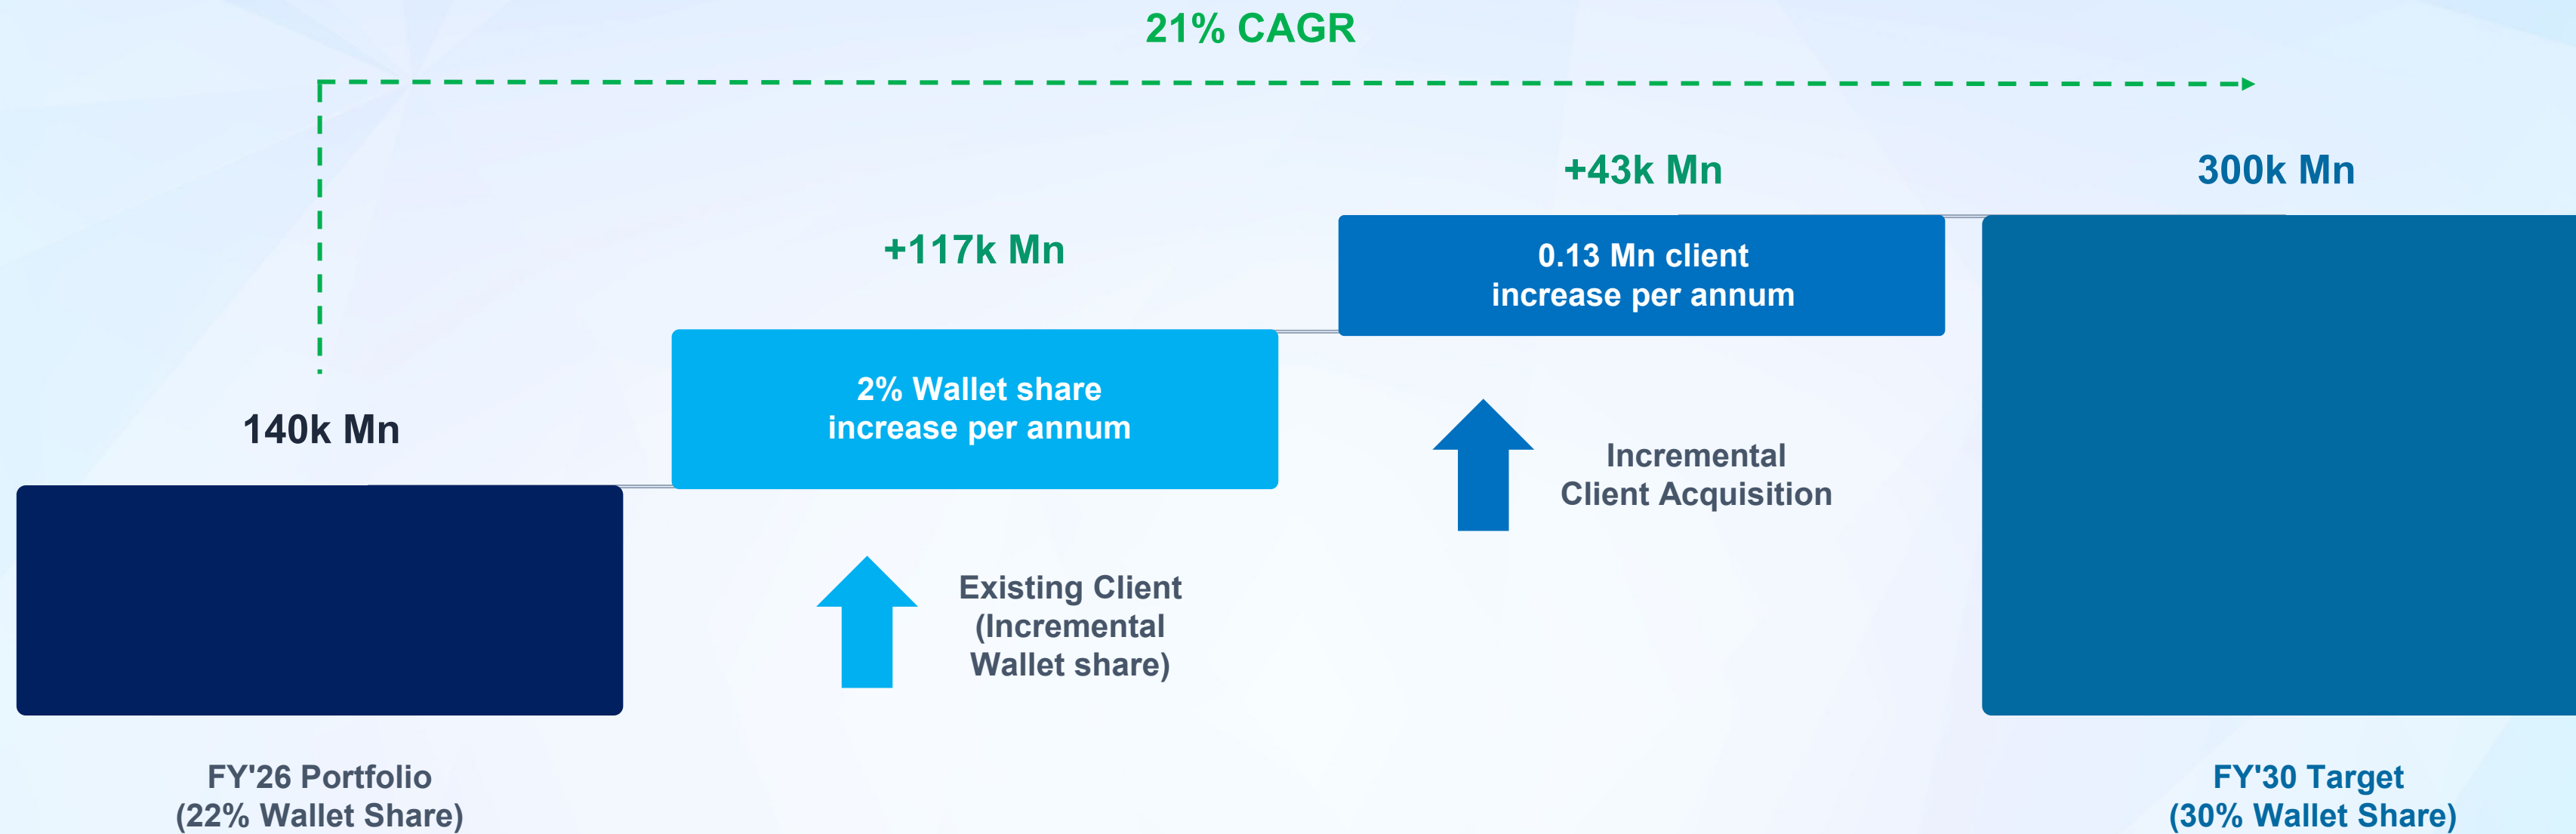 21% CAGR
140k Mn
+117k Mn
+43k Mn
300k Mn
2% Wallet share
increase per annum
0.13 Mn client
increase per annum
Existing Client
(Incremental
Wallet share)
Incremental
Client Acquisition
FY'26 Portfolio
(22% Wallet Share)
FY'30 Target
(30% Wallet Share)